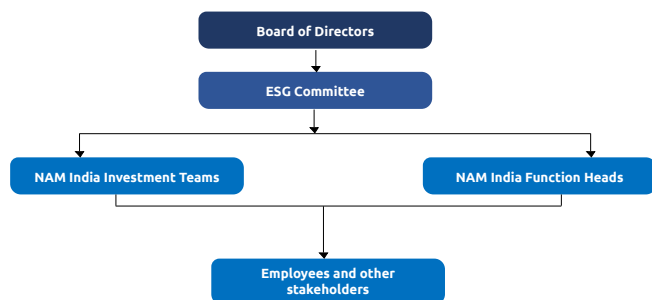 Board of Directors
ESG Committee
NAM India Investment Teams
NAM India Function Heads
Employees and other
stakeholders